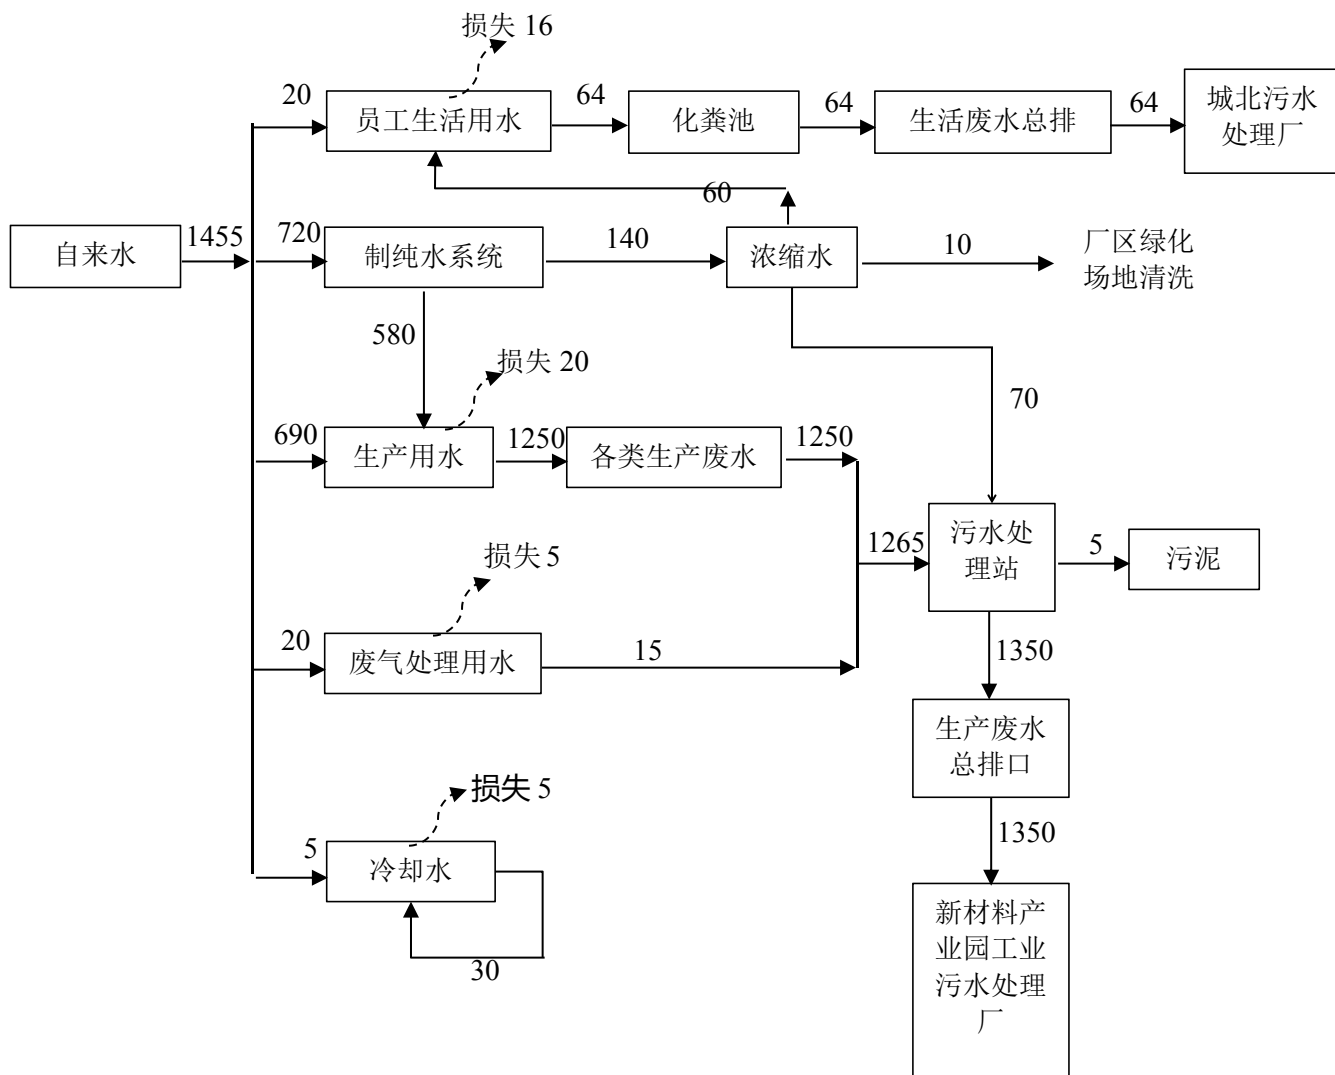 损失 16
20
员工生活用水
64
化粪池
64
生活废水总排
64
城北污水
处理厂
60
自来水
1455
720
制纯水系统
140
浓缩水
10
厂区绿化
场地清洗
580
损失 20
70
690
生产用水
1250
各类生产废水
1250
损失 5
1265
污水处
理站
5
污泥
20
废气处理用水
15
1350
生产废水
总排口
损失 5
5
冷却水
30
1350
新材料产
业园工业
污水处理
厂